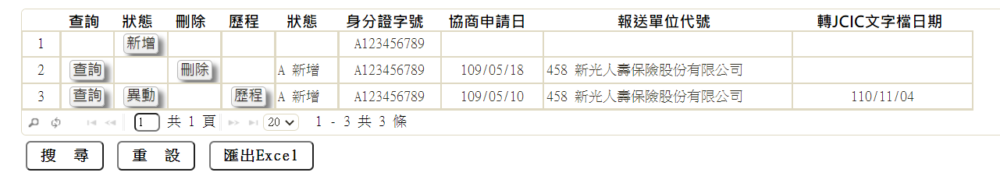 查詢 狀態 刪除 歷程 狀態 身分證字號 協商申請日 報送單位代號 轉JCIC文字檔日期
1 新增 A123456789
2 查詢 刪除 A 新增 A123456789 109/05/18 458 新光人壽保險股份有限公司
3 查詢 異動 歷程 A 新增 A123456789 109/05/10 458 新光人壽保險股份有限公司 110/11/04
1 共 1 頁 20 1 - 3 共 3 條
搜 尋 重 設 匯出Excel